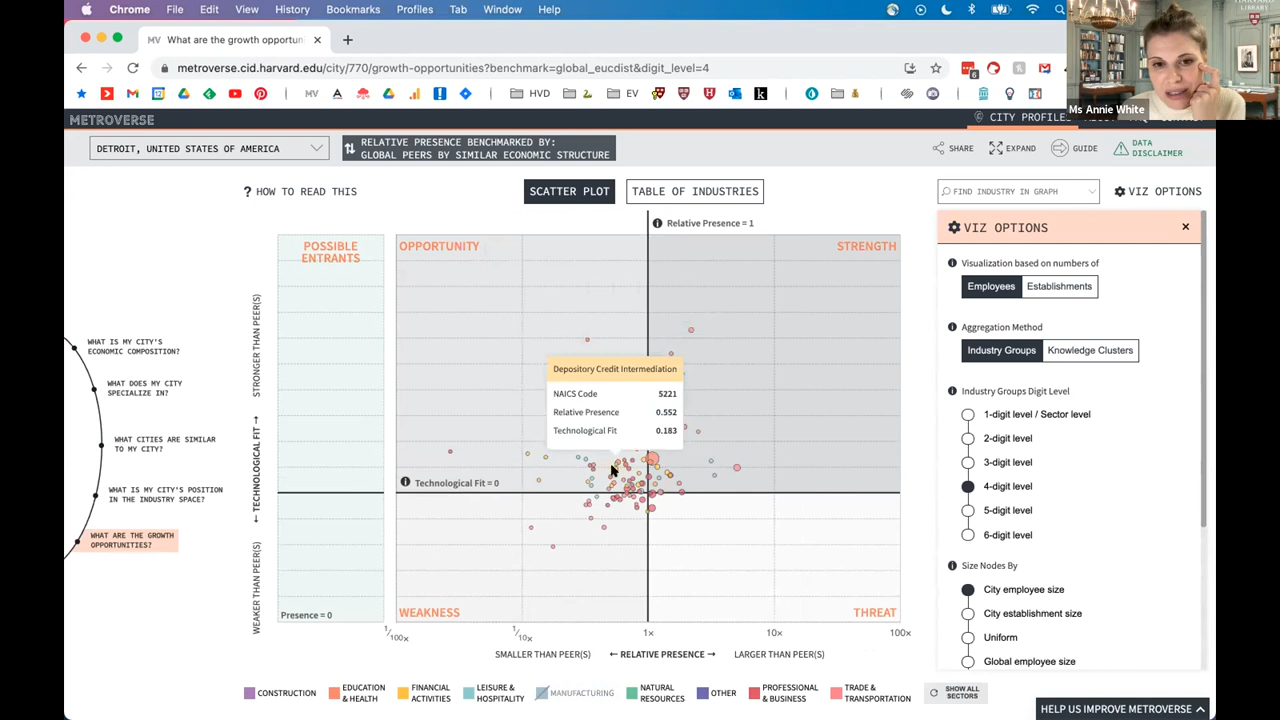 Chrome File Edit View History Bookmarks Profiles Tab Window Help
HARVARD
LIBRARY
MV What are the growth opportuni
metroverse.cid.harvard.edu/city/770/growth-opportunities?benchmark=global_eucdist&digit_level=4
6
MV HVD EV
Ms Annie White
METROVERSE
CITY PROFILES
DETROIT, UNITED STATES OF AMERICA
RELATIVE PRESENCE BENCHMARKED BY:
GLOBAL PEERS BY SIMILAR ECONOMIC STRUCTURE
SHARE EXPAND GUIDE
DATA
DISCLAIMER
? HOW TO READ THIS
SCATTER PLOT TABLE OF INDUSTRIES
FIND INDUSTRY IN GRAPH
VIZ OPTIONS
Relative Presence = 1
POSSIBLE
ENTRANTS
OPPORTUNITY
STRENGTH
STRONGER THAN PEER(S)
← TECHNOLOGICAL FIT →
WEAKER THAN PEER(S)
WHAT IS MY CITY'S
ECONOMIC COMPOSITION?
WHAT DOES MY CITY
SPECIALIZE IN?
WHAT CITIES ARE SIMILAR
TO MY CITY?
WHAT IS MY CITY'S POSITION
IN THE INDUSTRY SPACE?
WHAT ARE THE GROWTH
OPPORTUNITIES?
Depository Credit Intermediation
NAICS Code 5221
Relative Presence 0.552
Technological Fit 0.183
Technological Fit = 0
Presence = 0
WEAKNESS
THREAT
1/100x 1/10x 1x 10x 100x
SMALLER THAN PEER(S) ← RELATIVE PRESENCE → LARGER THAN PEER(S)
CONSTRUCTION
EDUCATION
& HEALTH
FINANCIAL
ACTIVITIES
LEISURE &
HOSPITALITY
MANUFACTURING
NATURAL
RESOURCES
OTHER
PROFESSIONAL
& BUSINESS
TRADE &
TRANSPORTATION
SHOW ALL
SECTORS
VIZ OPTIONS
Visualization based on numbers of
Employees Establishments
Aggregation Method
Industry Groups Knowledge Clusters
Industry Groups Digit Level
1-digit level / Sector level
2-digit level
3-digit level
4-digit level
5-digit level
6-digit level
Size Nodes By
City employee size
City establishment size
Uniform
Global employee size
HELP US IMPROVE METROVERSE